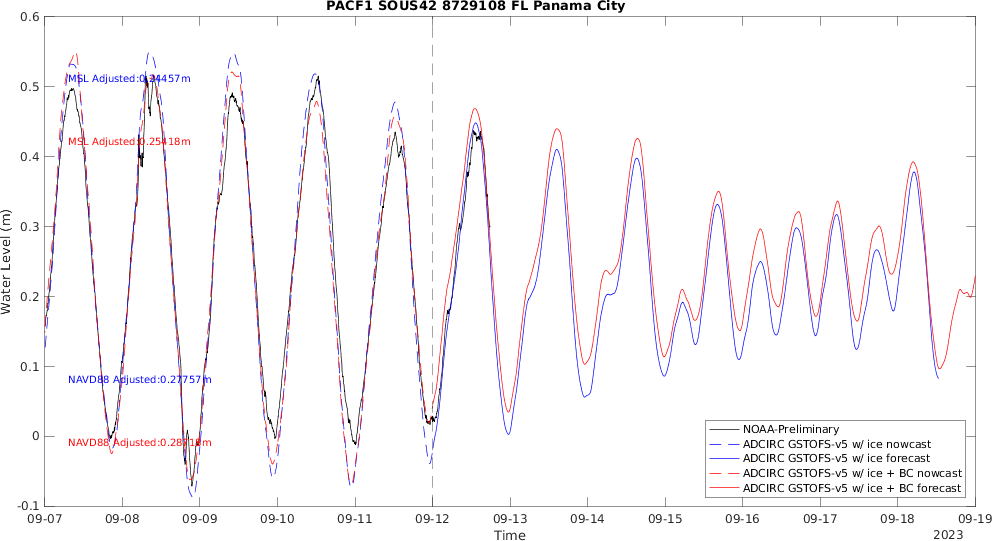 PACF1 SOUS42 8729108 FL Panama City
Water Level (m)
0.6
0.5
0.4
0.3
0.2
0.1
0
-0.1
MSL Adjusted:0.24457m
MSL Adjusted:0.25418m
NAVD88 Adjusted:0.27757m
NAVD88
NOAA-Preliminary
ADCIRC GSTOFS-v5 w/ ice nowcast
ADCIRC GSTOFS-v5 w/ ice forecast
ADCIRC GSTOFS-v5 w/ ice + BC nowcast
ADCIRC GSTOFS-v5 w/ ice + BC forecast
09-07 09-08 09-09 09-10 09-11 09-12 09-13 09-14 09-15 09-16 09-17 09-18 09-19
Time
2023